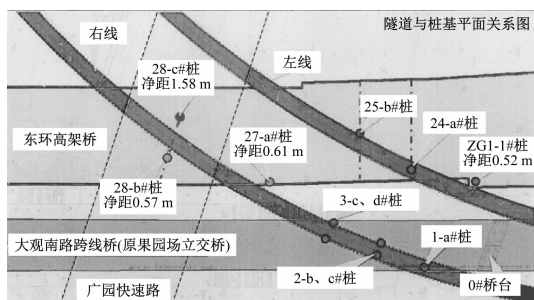 隧道与桩基平面关系图
右线
左线
28-c#桩
净距1.58 m
25-b#桩
24-a#桩
东环高架桥
27-a#桩
净距0.61 m
ZG1-1#桩
净距0.52 m
28-b#桩
净距0.57 m
3-c、d#桩
大观南路跨线桥(原果园场立交桥)
1-a#桩
2-b、c#桩
0#桥台
广园快速路